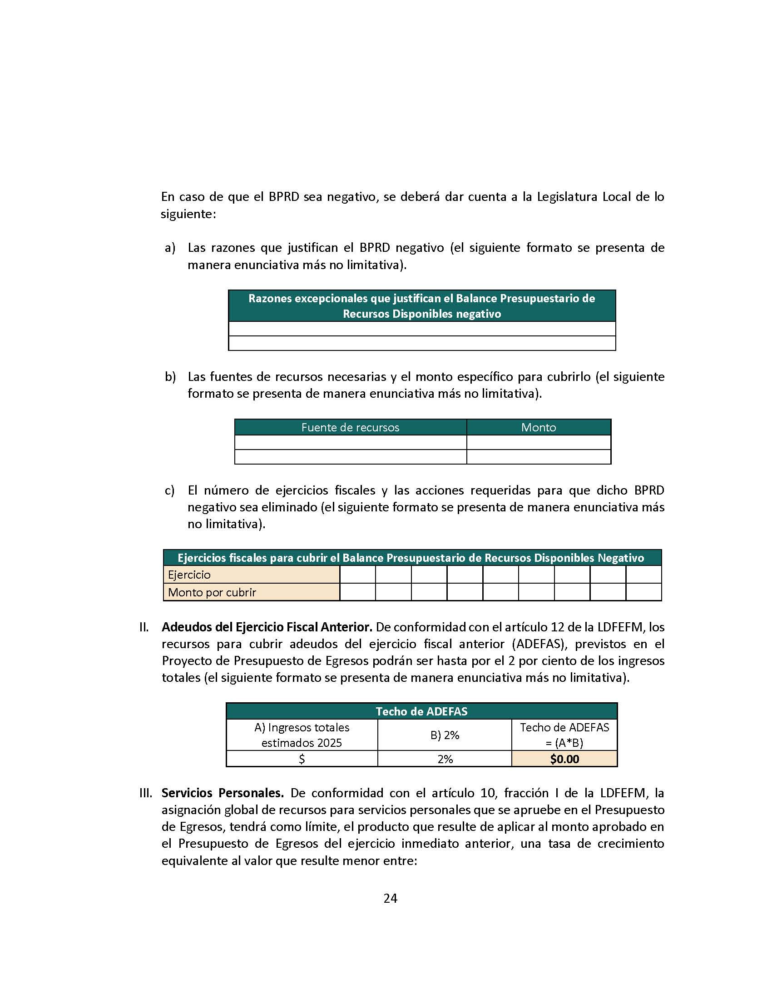 En caso de que el BPRD sea negativo, se deberá dar cuenta a la Legislatura Local de lo
siguiente:
a) Las razones que justifican el BPRD negativo (el siguiente formato se presenta de
manera enunciativa más no limitativa).
Razones excepcionales que justifican el Balance Presupuestario de
Recursos Disponibles negativo
b) Las fuentes de recursos necesarias y el monto específico para cubrirlo (el siguiente
formato se presenta de manera enunciativa más no limitativa).
Fuente de recursos Monto
c) El número de ejercicios fiscales y las acciones requeridas para que dicho BPRD
negativo sea eliminado (el siguiente formato se presenta de manera enunciativa más
no limitativa).
Ejercicios fiscales para cubrir el Balance Presupuestario de Recursos Disponibles Negativo
Ejercicio
Monto por cubrir
II. Adeudos del Ejercicio Fiscal Anterior. De conformidad con el artículo 12 de la LDFEFM, los
recursos para cubrir adeudos del ejercicio fiscal anterior (ADEFAS), previstos en el
Proyecto de Presupuesto de Egresos podrán ser hasta por el 2 por ciento de los ingresos
totales (el siguiente formato se presenta de manera enunciativa más no limitativa).
Techo de ADEFAS
A) Ingresos totales
estimados 2025
B) 2%
Techo de ADEFAS
= (A*B)
$ 2% $0.00
III. Servicios Personales. De conformidad con el artículo 10, fracción I de la LDFEFM, la
asignación global de recursos para servicios personales que se apruebe en el Presupuesto
de Egresos, tendrá como límite, el producto que resulte de aplicar al monto aprobado en
el Presupuesto de Egresos del ejercicio inmediato anterior, una tasa de crecimiento
equivalente al valor que resulte menor entre:
24